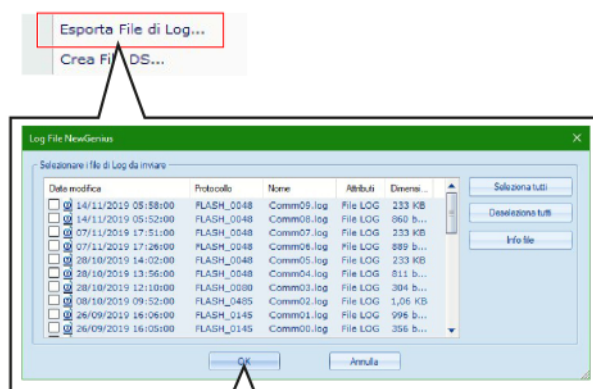 Esporta File di Log...
Crea File DS...
Log File NewGenius
Selezionare i file di Log da inviare
Data modifica Protocollo Nome Attributi Dimensi...
14/11/2019 05:58:00 FLASH_0048 Comm09.log File LOG 233 KB
14/11/2019 05:52:00 FLASH_0048 Comm08.log File LOG 860 b...
07/11/2019 17:51:00 FLASH_0048 Comm07.log File LOG 233 KB
07/11/2019 17:26:00 FLASH_0048 Comm06.log File LOG 889 b...
28/10/2019 14:02:00 FLASH_0048 Comm05.log File LOG 233 KB
28/10/2019 13:56:00 FLASH_0048 Comm04.log File LOG 811 b...
28/10/2019 12:10:00 FLASH_0080 Comm03.log File LOG 304 b...
08/10/2019 09:52:00 FLASH_0485 Comm02.log File LOG 1,06 KB
26/09/2019 16:06:00 FLASH_0145 Comm01.log File LOG 996 b...
26/09/2019 16:05:00 FLASH_0145 Comm00.log File LOG 356 b...
Seleziona tutti
Deseleziona tutti
Info file
OK
Annulla